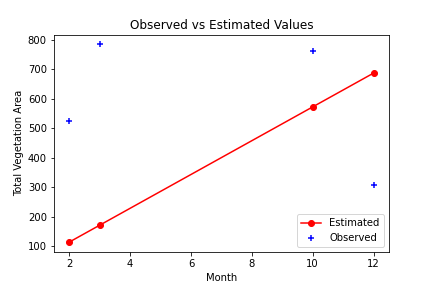 Observed vs Estimated Values
800
700
600
500
400
300
200
100
Total Vegetation Area
2 4 6 8 10 12
Month
Estimated
Observed